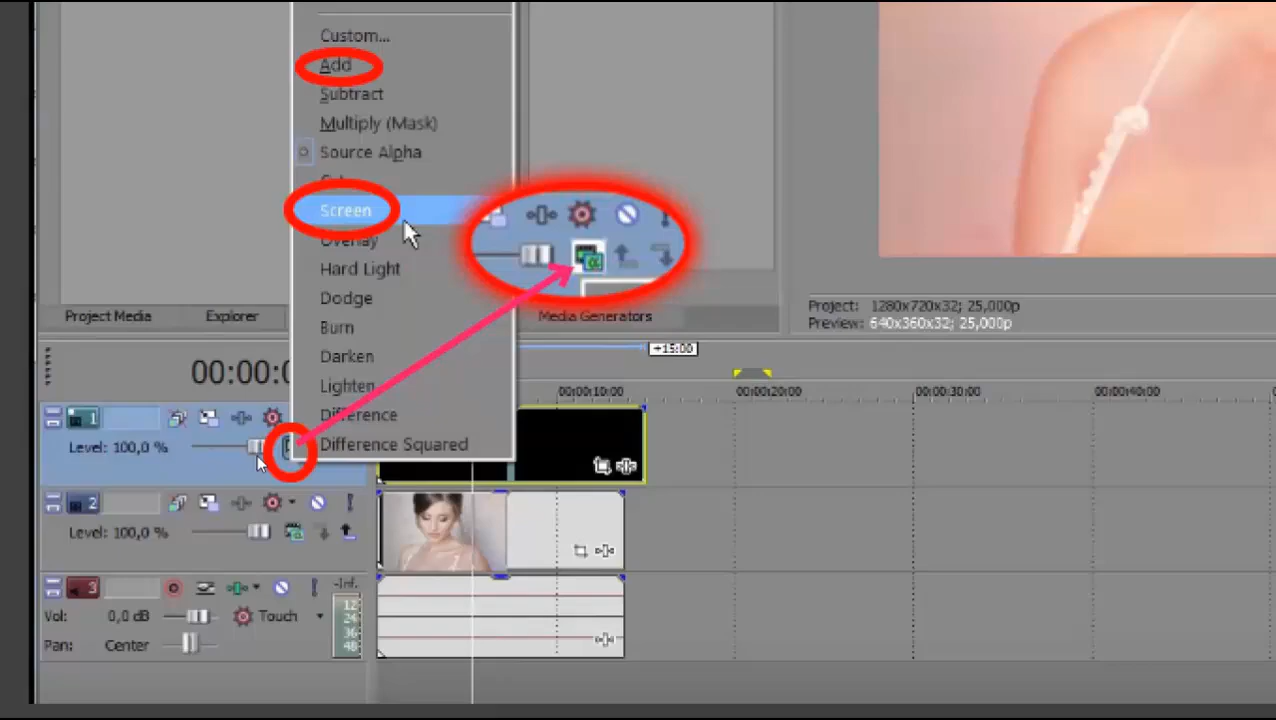 Custom...
Add
Subtract
Multiply (Mask)
Source Alpha
Screen
Overlay
Hard Light
Dodge
Burn
Darken
Lighten
Difference
Difference Squared
Project Media
Explorer
Media Generators
Project: 1280x720x32; 25,000p
Preview: 640x360x32; 25,000p
+15:00
00:00:0
00:00:10:00
00:00:20:00
00:00:30:00
00:00:40:00
1
Level: 100,0 %
2
Level: 100,0 %
3
-Inf.
Vol: 0,0 dB
Touch
12
24
36
48
Pan: Center